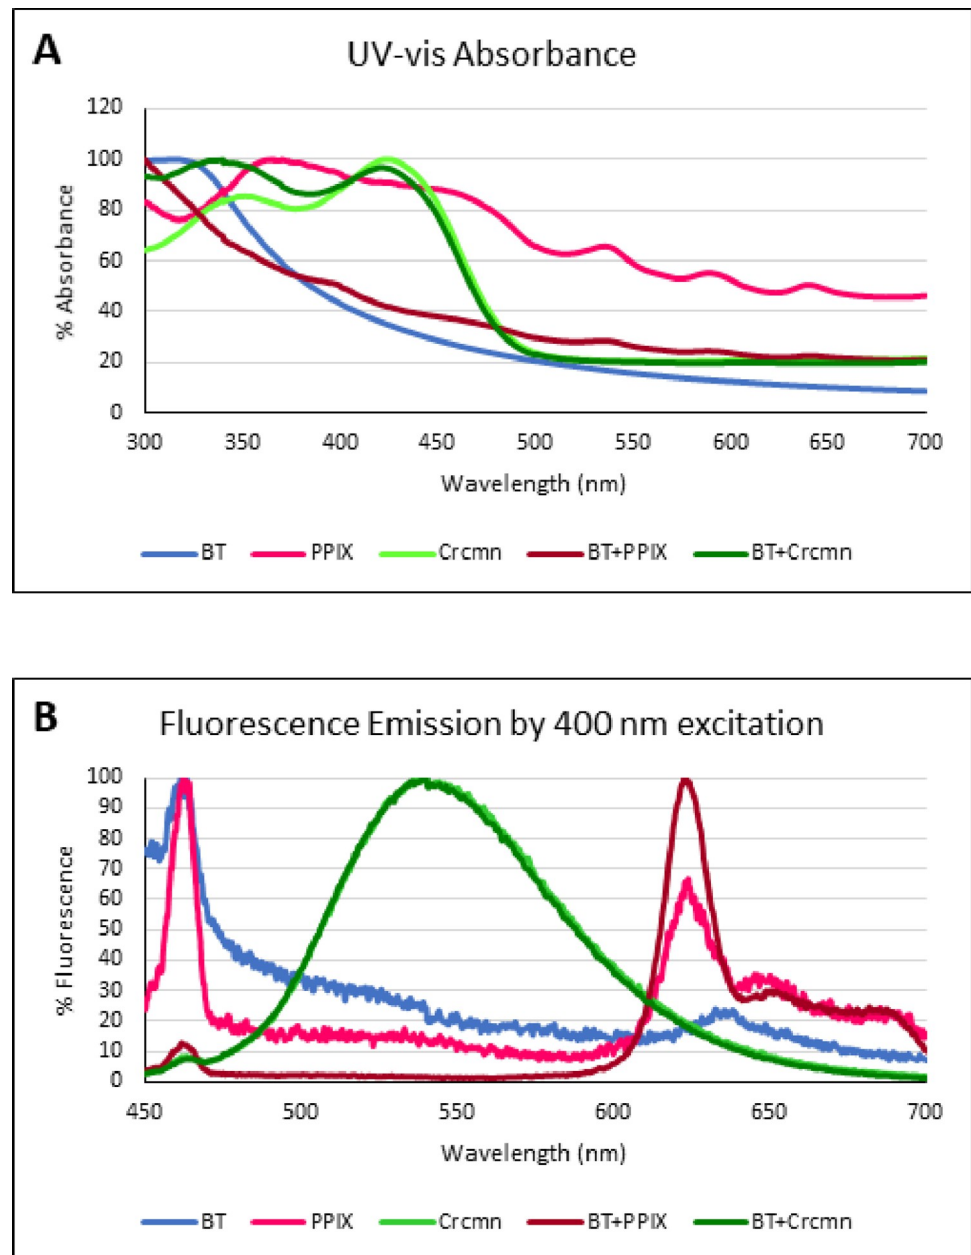 A
UV-vis Absorbance
120
100
80
60
40
20
0
% Absorbance
300 350 400 450 500 550 600 650 700
Wavelength (nm)
BT PPIX Crcmn BT+PPIX BT+Crcmn
B
Fluorescence Emission by 400 nm excitation
100
90
80
70
60
50
40
30
20
10
0
% Fluorescence
450 500 550 600 650 700
Wavelength (nm)
BT PPIX Crcmn BT+PPIX BT+Crcmn